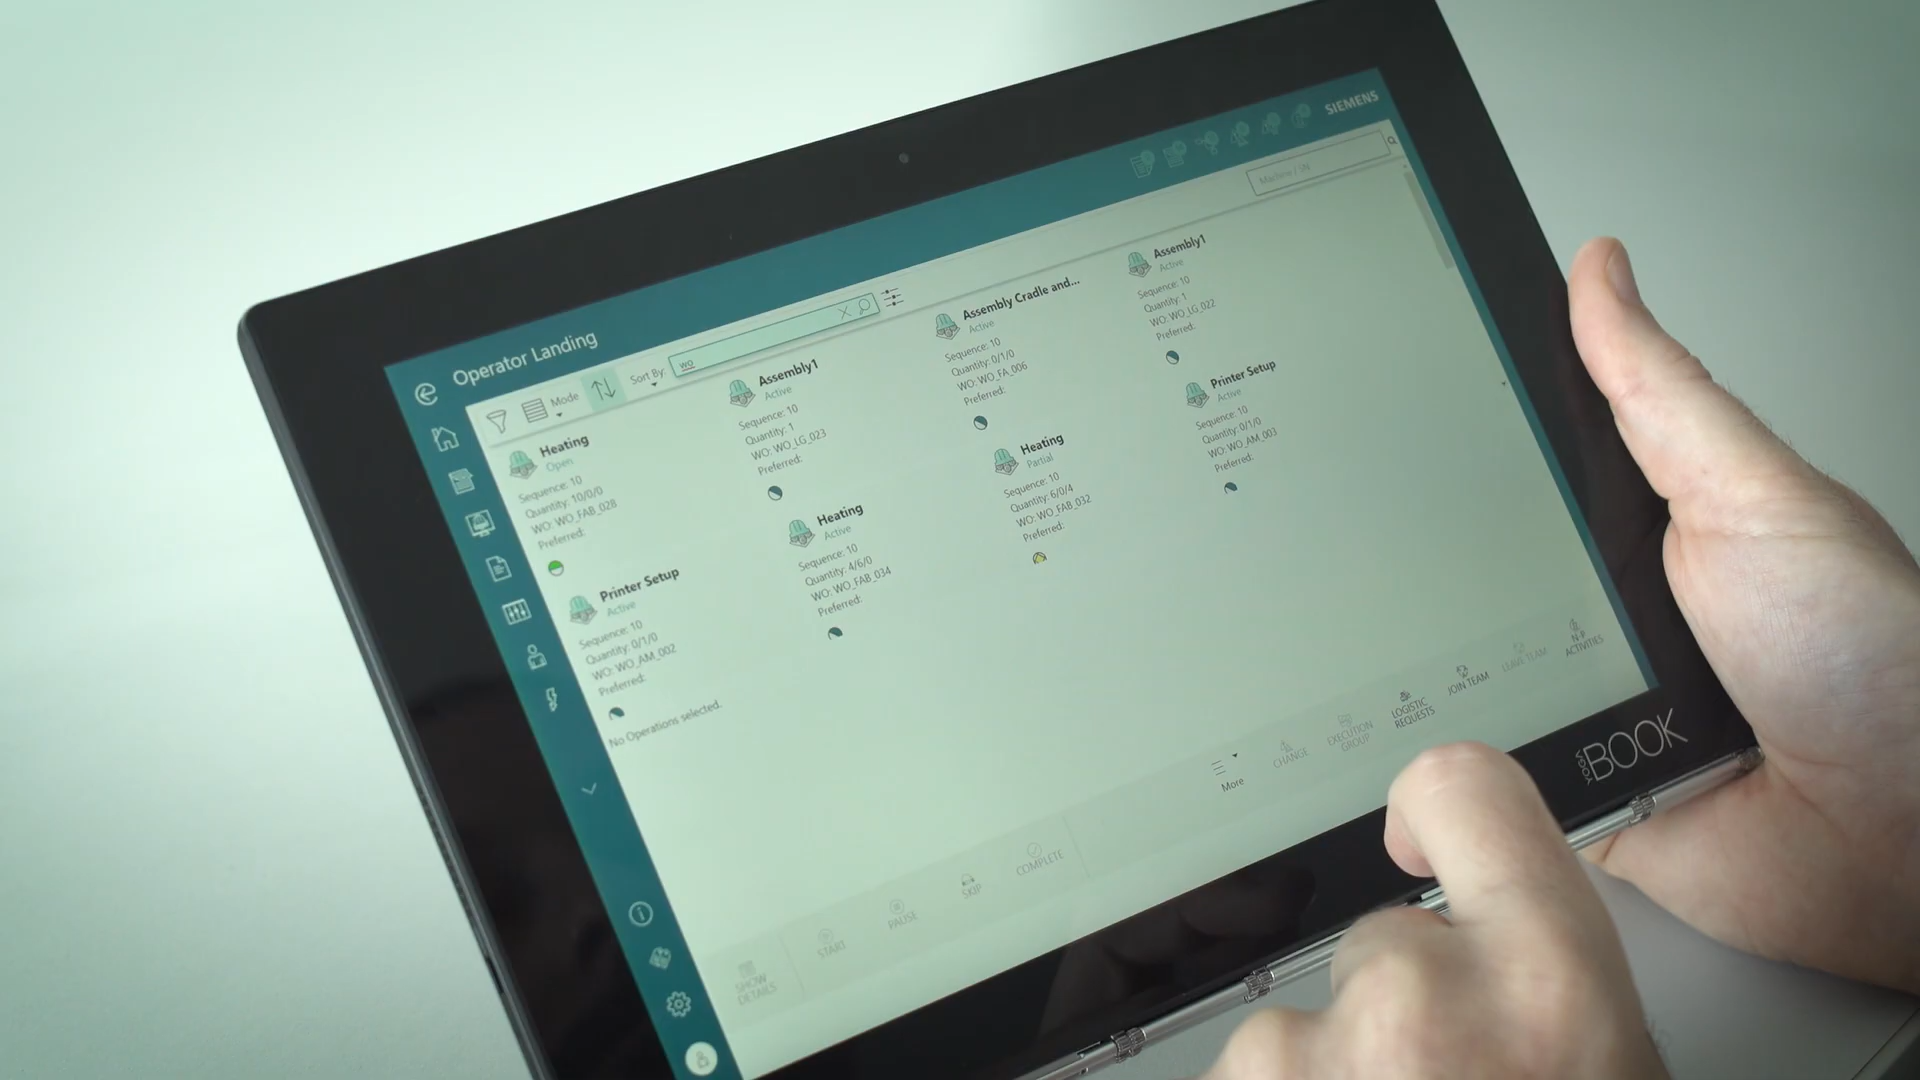 SIEMENS
Operator Landing
Machine / SN
Mode
Sort By:
wo
Heating
Open
Sequence: 10
Quantity: 10/0/0
WO: WO_FAB_028
Preferred:
Assembly1
Active
Sequence: 10
Quantity: 1
WO: WO_LG_023
Preferred:
Assembly Cradle and...
Active
Sequence: 10
Quantity: 0/1/0
WO: WO_FA_006
Preferred:
Assembly1
Active
Sequence: 10
Quantity: 1
WO: WO_LG_022
Preferred:
Printer Setup
Active
Sequence: 10
Quantity: 0/1/0
WO: WO_AM_002
Preferred:
Heating
Active
Sequence: 10
Quantity: 4/6/0
WO: WO_FAB_034
Preferred:
Heating
Partial
Sequence: 10
Quantity: 6/0/4
WO: WO_FAB_032
Preferred:
Printer Setup
Active
Sequence: 10
Quantity: 0/1/0
WO: WO_AM_003
Preferred:
No Operations selected.
SHOW
DETAILS
START
PAUSE
SKIP
COMPLETE
More
CHANGE
EXECUTION
GROUP
LOGISTIC
REQUESTS
JOIN TEAM
LEAVE TEAM
N-P
ACTIVITIES
YOGA BOOK